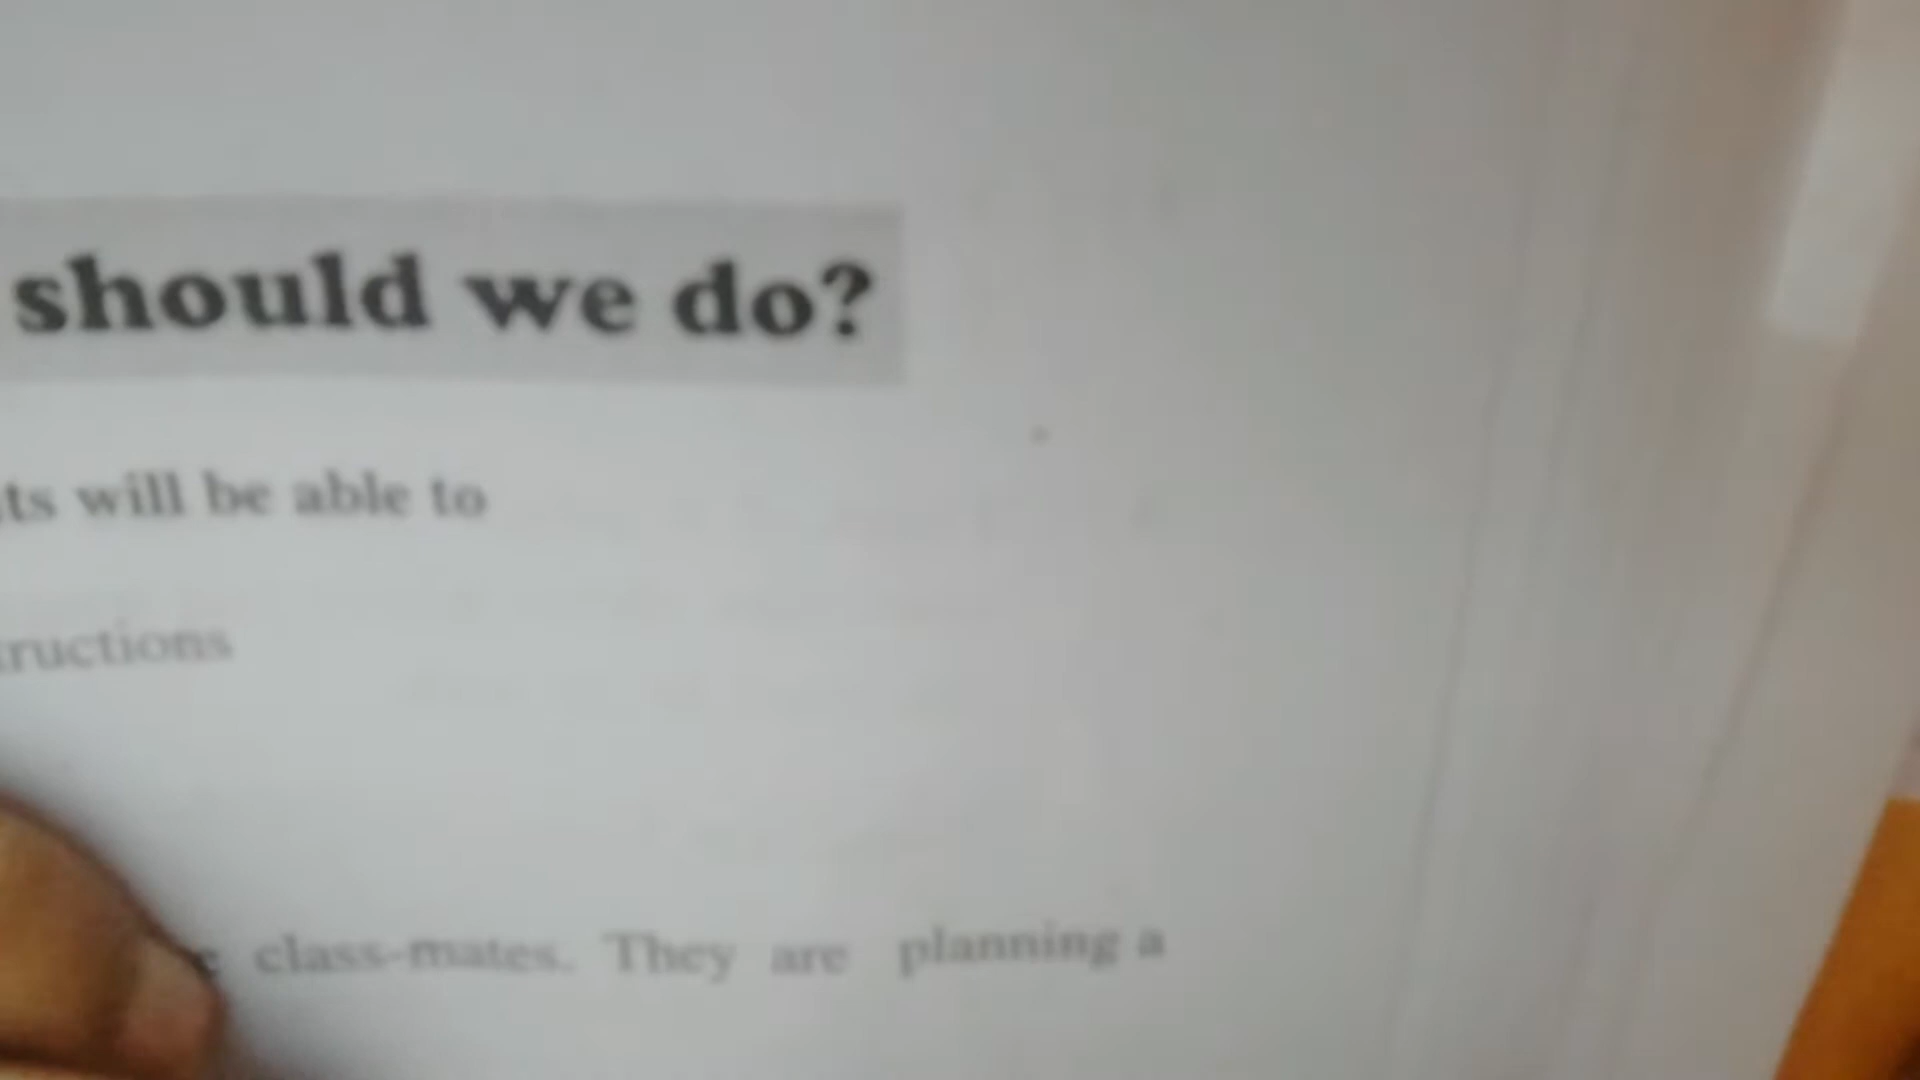 should we do?
ts will be able to
ructions
class-mates. They are planning a